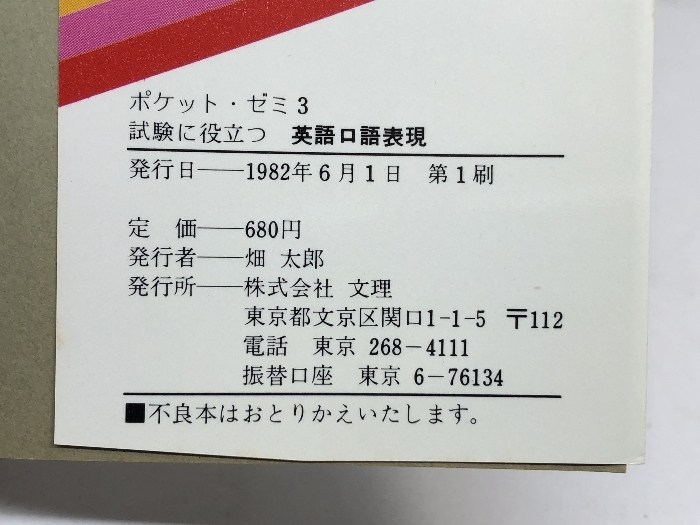 ポケット・ゼミ3
試験に役立つ 英語口語表現
発行日――1982年6月1日 第1刷
定 価――680円
発行者――畑 太郎
発行所――株式会社 文理
東京都文京区関口1-1-5 〒112
電話 東京 268-4111
振替口座 東京 6-76134
■不良本はおとりかえいたします。